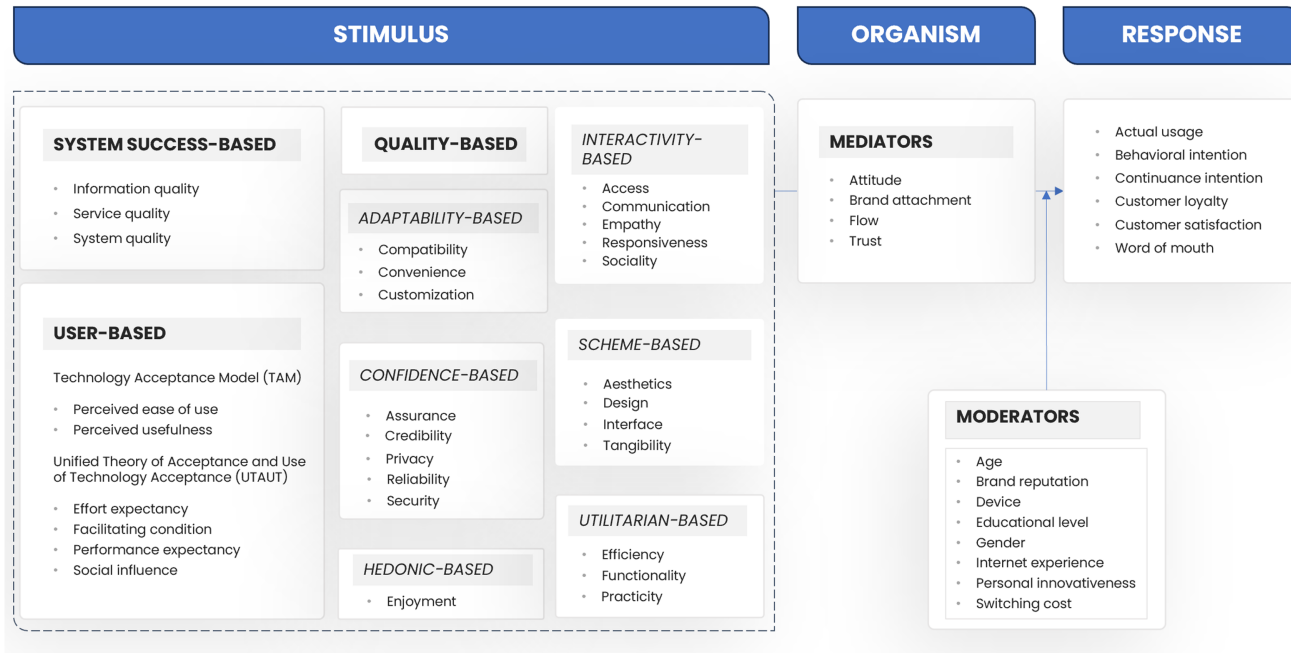 STIMULUS
ORGANISM
RESPONSE
SYSTEM SUCCESS-BASED
• Information quality
• Service quality
• System quality
USER-BASED
Technology Acceptance Model (TAM)
• Perceived ease of use
• Perceived usefulness
Unified Theory of Acceptance and Use
of Technology Acceptance (UTAUT)
• Effort expectancy
• Facilitating condition
• Performance expectancy
• Social influence
QUALITY-BASED
ADAPTABILITY-BASED
• Compatibility
• Convenience
• Customization
CONFIDENCE-BASED
• Assurance
• Credibility
• Privacy
• Reliability
• Security
HEDONIC-BASED
• Enjoyment
INTERACTIVITY-
BASED
• Access
• Communication
• Empathy
• Responsiveness
• Sociality
SCHEME-BASED
• Aesthetics
• Design
• Interface
• Tangibility
UTILITARIAN-BASED
• Efficiency
• Functionality
• Practicity
MEDIATORS
• Attitude
• Brand attachment
• Flow
• Trust
• Actual usage
• Behavioral intention
• Continuance intention
• Customer loyalty
• Customer satisfaction
• Word of mouth
MODERATORS
• Age
• Brand reputation
• Device
• Educational level
• Gender
• Internet experience
• Personal innovativeness
• Switching cost